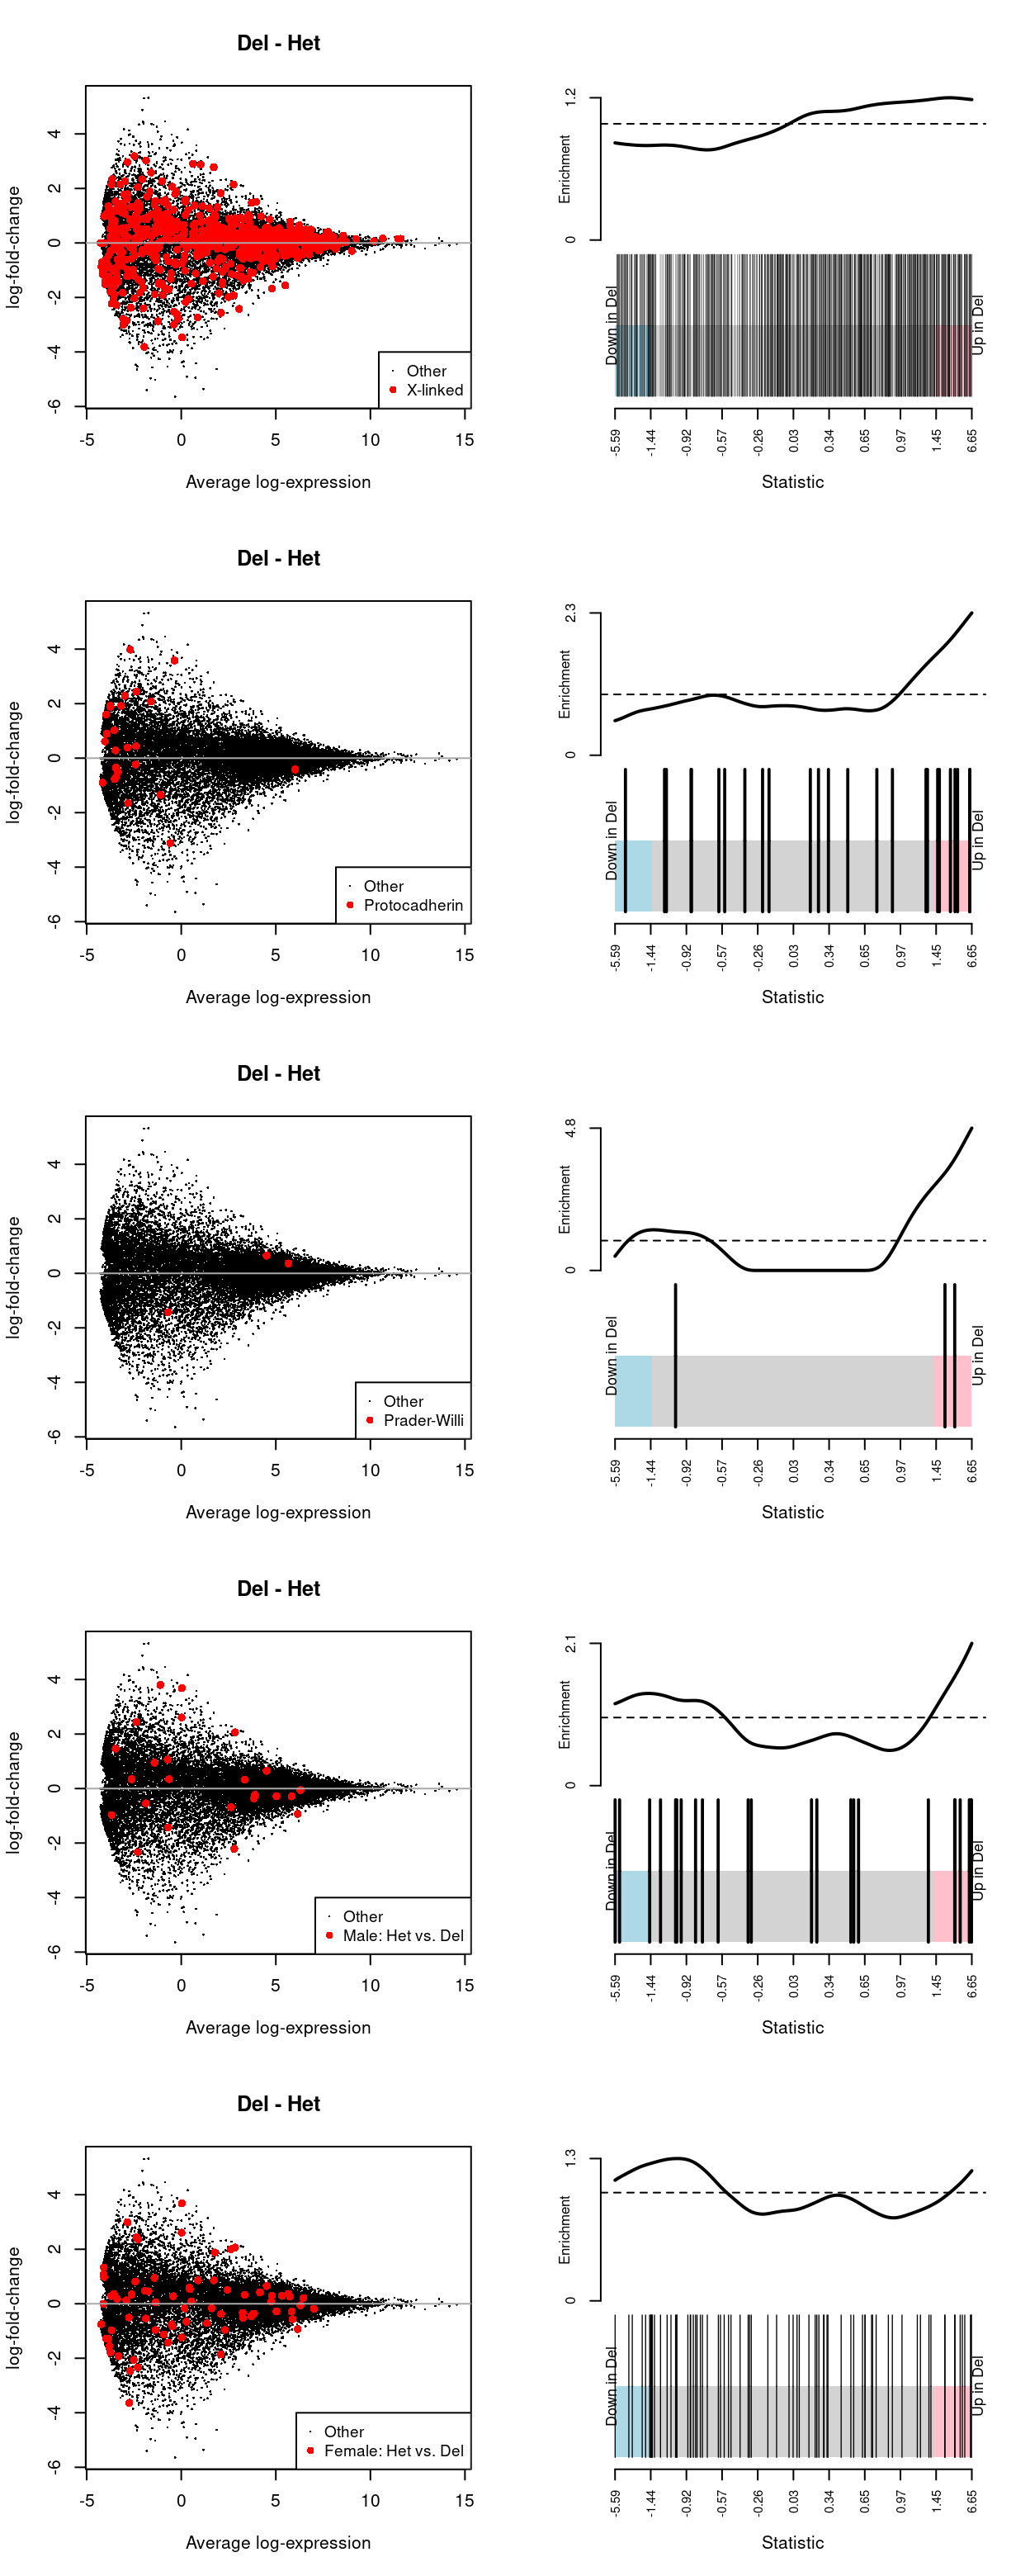 Del - Het
log-fold-change
4
2
0
-2
-4
-6
Other
X-linked
-5 0 5 10 15
Average log-expression
Enrichment
1.2
0
Down in Del
Up in Del
-5.59 -1.44 -0.92 -0.57 -0.26 0.03 0.34 0.65 0.97 1.45 6.65
Statistic
Del - Het
log-fold-change
4
2
0
-2
-4
-6
Other
Protocadherin
-5 0 5 10 15
Average log-expression
Enrichment
2.3
0
Down in Del
Up in Del
-5.59 -1.44 -0.92 -0.57 -0.26 0.03 0.34 0.65 0.97 1.45 6.65
Statistic
Del - Het
log-fold-change
4
2
0
-2
-4
-6
Other
Prader-Willi
-5 0 5 10 15
Average log-expression
Enrichment
4.8
0
Down in Del
Up in Del
-5.59 -1.44 -0.92 -0.57 -0.26 0.03 0.34 0.65 0.97 1.45 6.65
Statistic
Del - Het
log-fold-change
4
2
0
-2
-4
-6
Other
Male: Het vs. Del
-5 0 5 10 15
Average log-expression
Enrichment
2.1
0
Down in Del
Up in Del
-5.59 -1.44 -0.92 -0.57 -0.26 0.03 0.34 0.65 0.97 1.45 6.65
Statistic
Del - Het
log-fold-change
4
2
0
-2
-4
-6
Other
Female: Het vs. Del
-5 0 5 10 15
Average log-expression
Enrichment
1.3
0
Down in Del
Up in Del
-5.59 -1.44 -0.92 -0.57 -0.26 0.03 0.34 0.65 0.97 1.45 6.65
Statistic